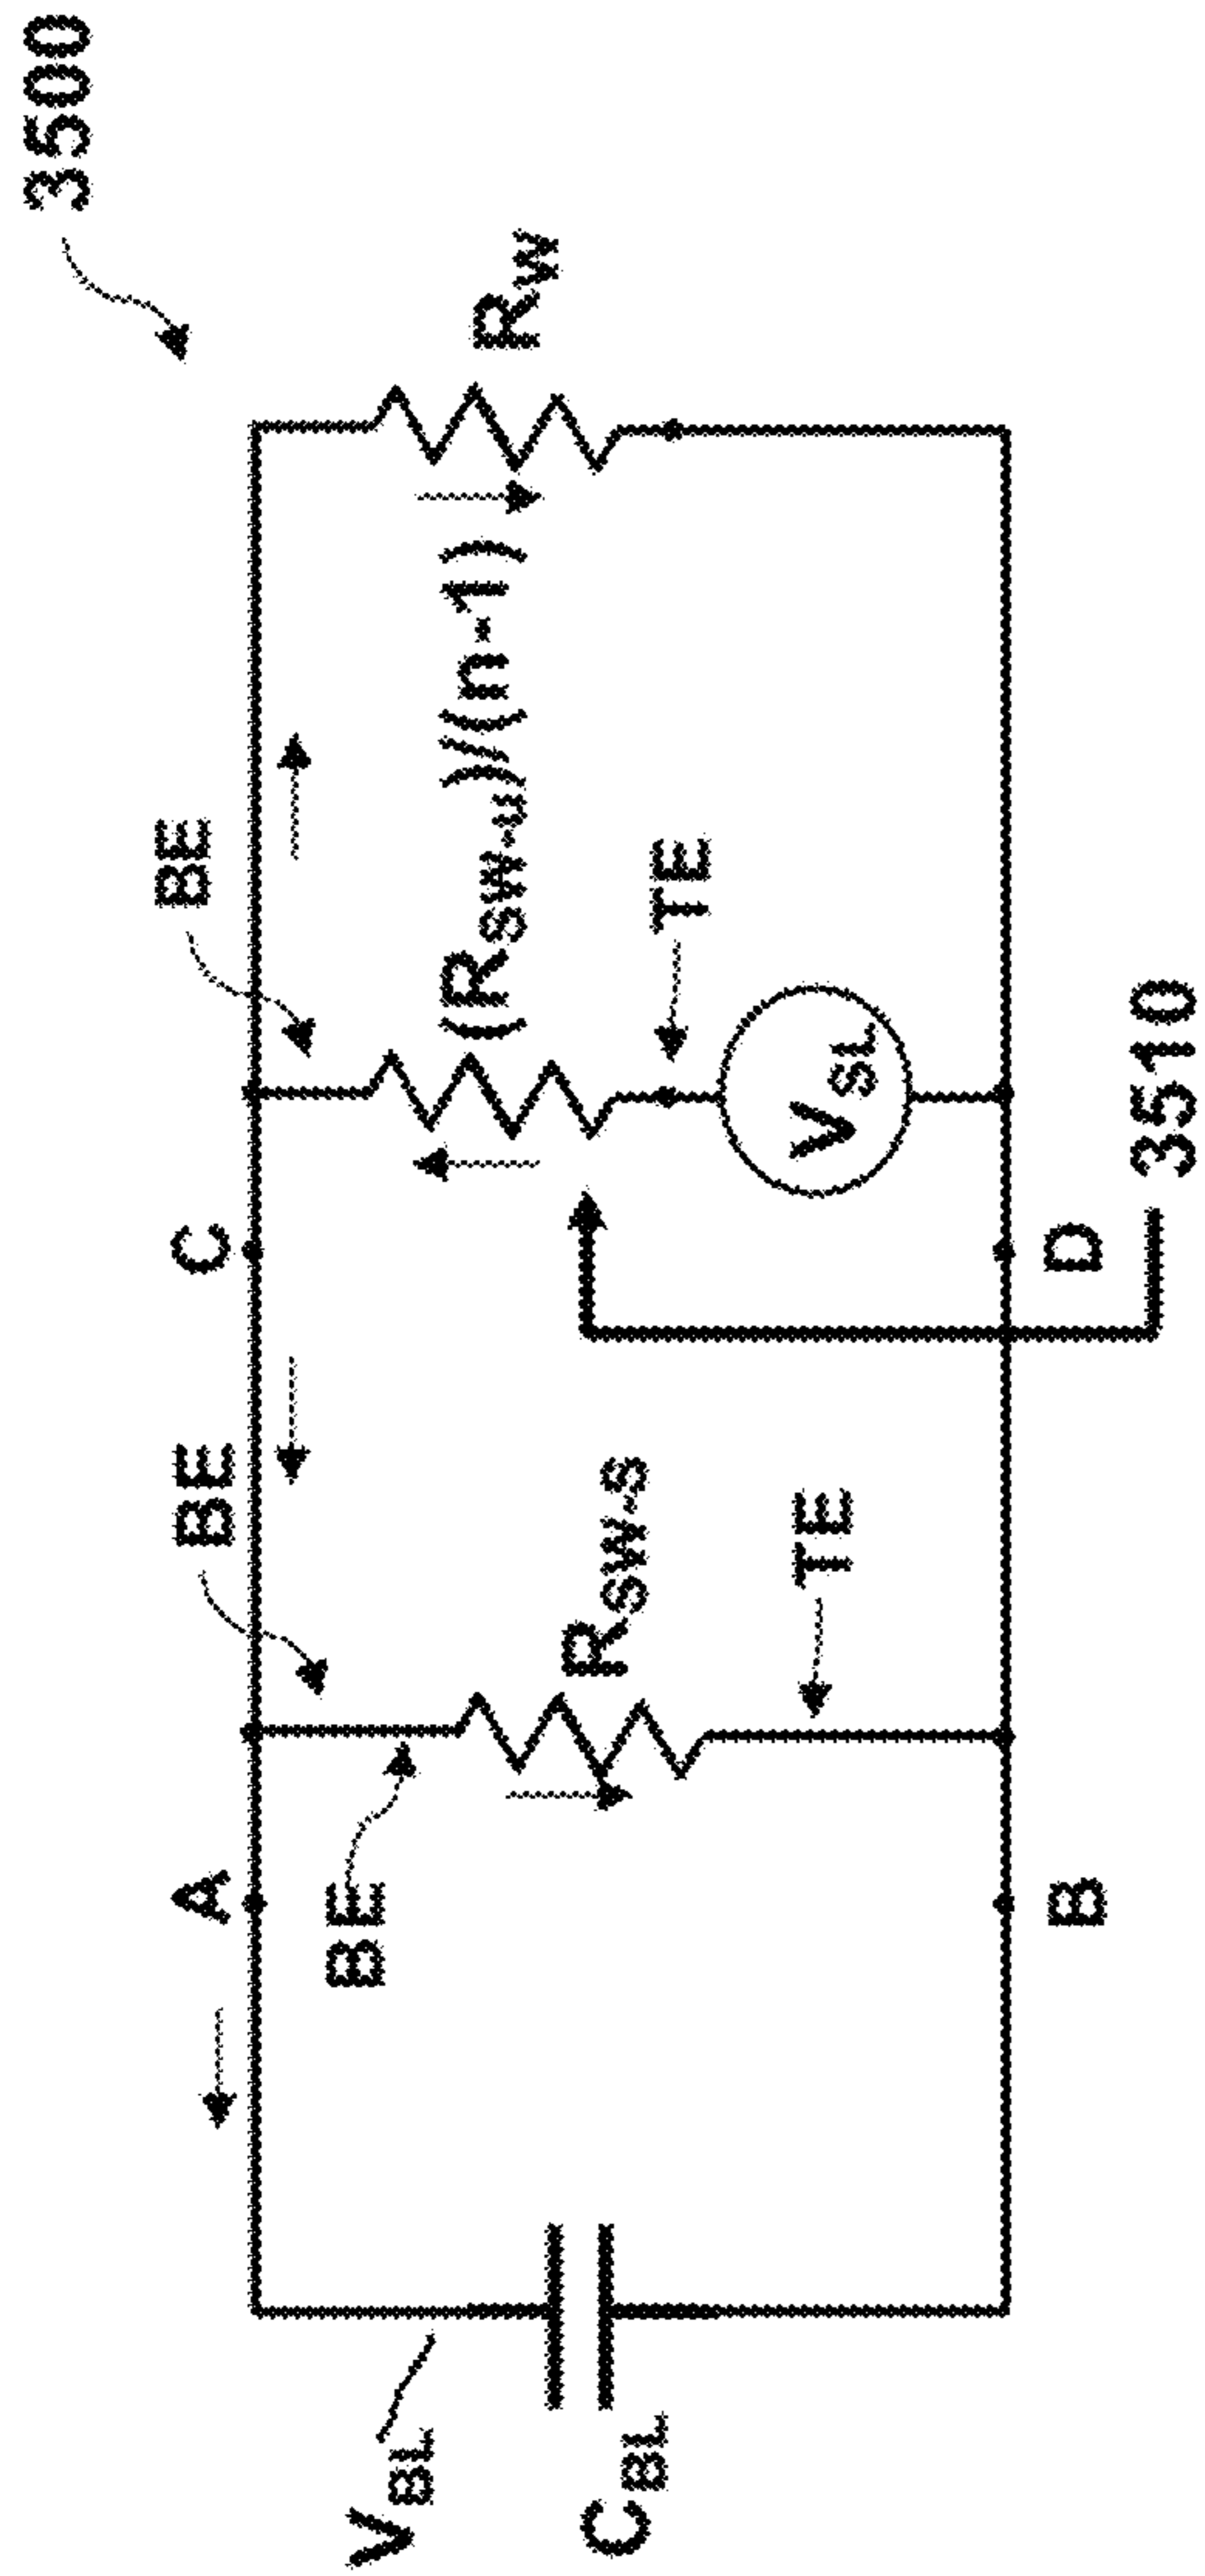 3500
BE
C
BE
A
BE
V_BL
C_BL
R_SW-S
TE
(R_SW-U)/(n-1)
TE
V_SL
R_W
B
D
3510